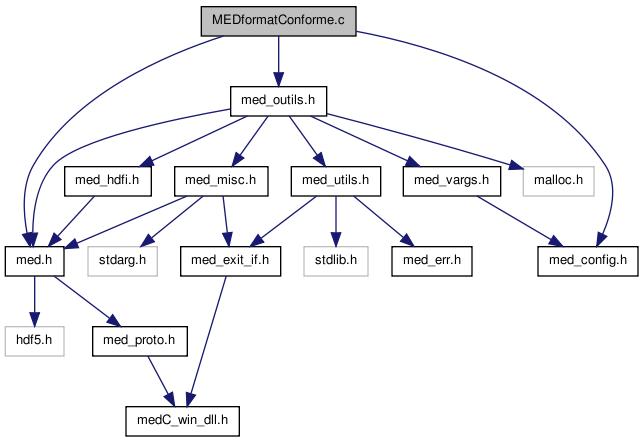 MEDformatConforme.c
med_outils.h
med_hdfi.h
med_misc.h
med_utils.h
med_vargs.h
malloc.h
med.h
stdarg.h
med_exit_if.h
stdlib.h
med_err.h
med_config.h
hdf5.h
med_proto.h
medC_win_dll.h